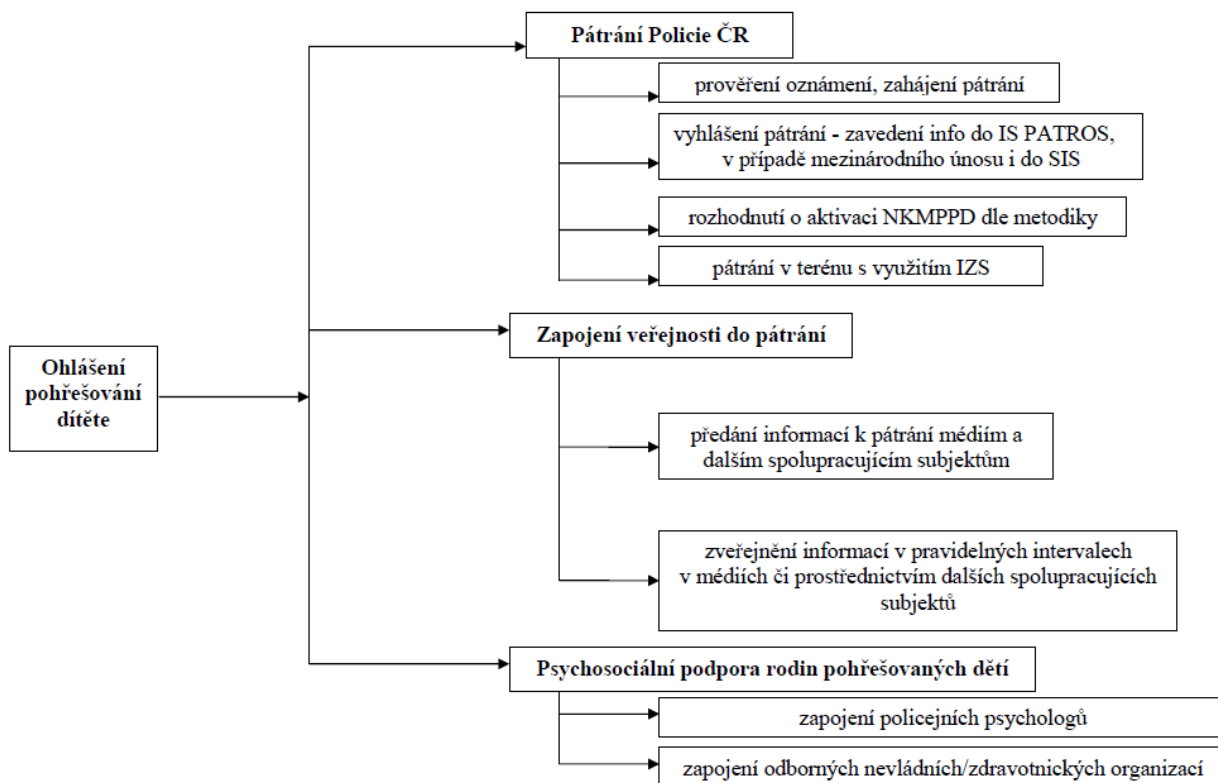 Pátrání Policie ČR
prověření oznámení, zahájení pátrání
vyhlášení pátrání - zavedení info do IS PATROS,
v případě mezinárodního únosu i do SIS
rozhodnutí o aktivaci NKMPPD dle metodiky
pátrání v terénu s využitím IZS
Zapojení veřejnosti do pátrání
Ohlášení
pohřešování
dítěte
předání informací k pátrání médiím a
dalším spolupracujícím subjektům
zveřejnění informací v pravidelných intervalech
v médiích či prostřednictvím dalších spolupracujících
subjektů
Psychosociální podpora rodin pohřešovaných dětí
zapojení policejních psychologů
zapojení odborných nevládních/zdravotnických organizací